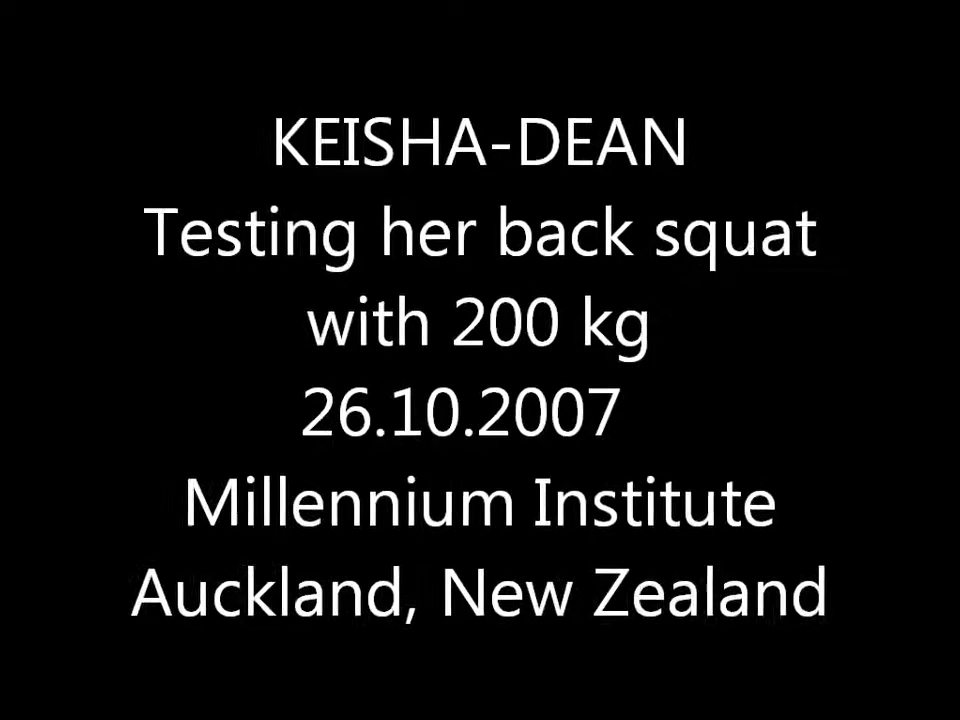 KEISHA-DEAN
Testing her back squat
with 200 kg
26.10.2007
Millennium Institute
Auckland, New Zealand